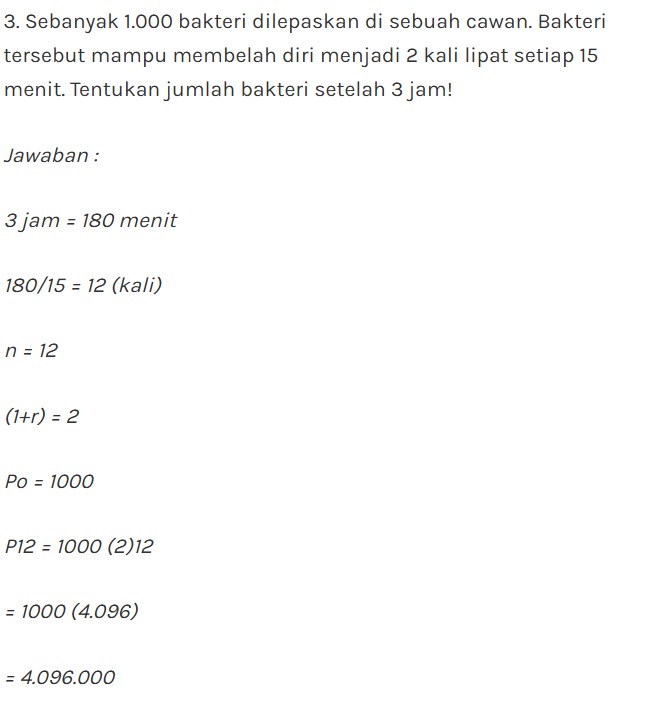 3. Sebanyak 1.000 bakteri dilepaskan di sebuah cawan. Bakteri
tersebut mampu membelah diri menjadi 2 kali lipat setiap 15
menit. Tentukan jumlah bakteri setelah 3 jam!
Jawaban :
3 jam = 180 menit
180/15 = 12 (kali)
n = 12
(1+r) = 2
Po = 1000
P12 = 1000 (2)12
= 1000 (4.096)
= 4.096.000